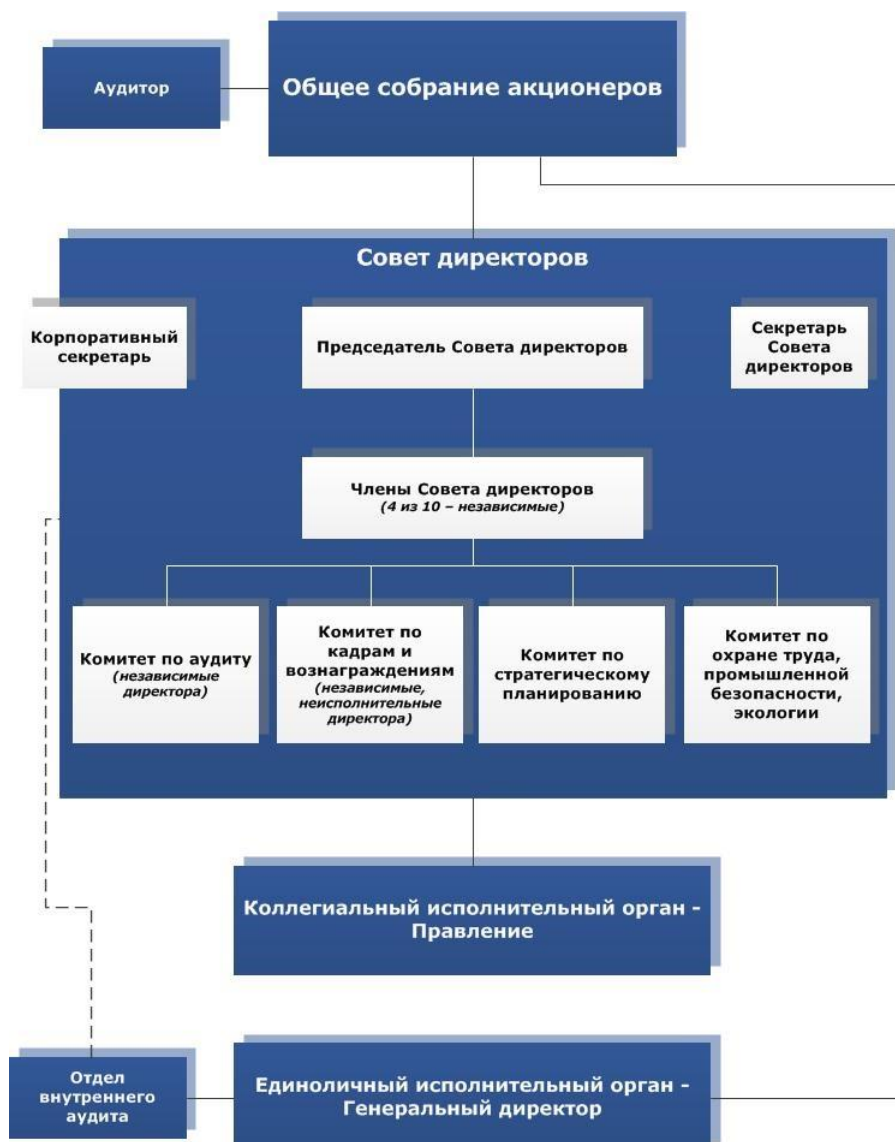 Аудитор
Общее собрание акционеров
Совет директоров
Корпоративный
секретарь
Председатель Совета директоров
Секретарь
Совета
директоров
Члены Совета директоров
(4 из 10 – независимые)
Комитет по аудиту
(независимые
директора)
Комитет по
кадрам и
вознаграждениям
(независимые,
неисполнительные
директора)
Комитет по
стратегическому
планированию
Комитет по
охране труда,
промышленной
безопасности,
экологии
Коллегиальный исполнительный орган -
Правление
Отдел
внутреннего
аудита
Единоличный исполнительный орган -
Генеральный директор